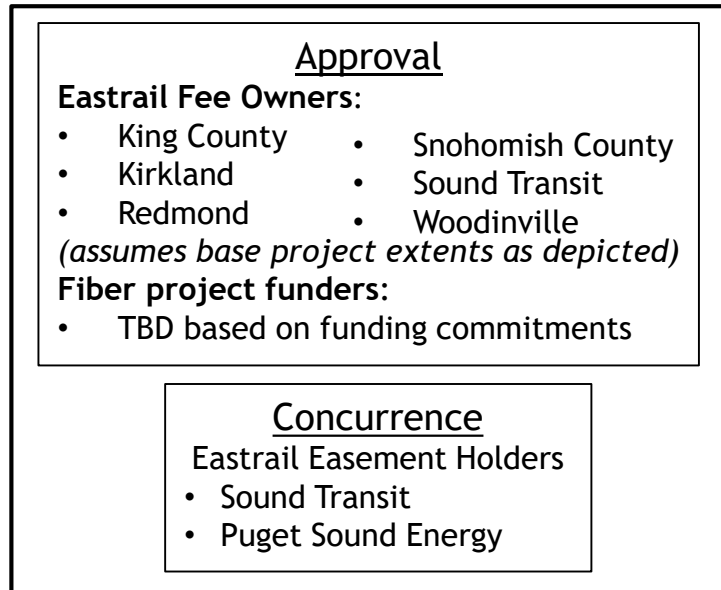 Approval
Eastrail Fee Owners:
• King County
• Kirkland
• Redmond
• Snohomish County
• Sound Transit
• Woodinville
(assumes base project extents as depicted)
Fiber project funders:
• TBD based on funding commitments
Concurrence
Eastrail Easement Holders
• Sound Transit
• Puget Sound Energy